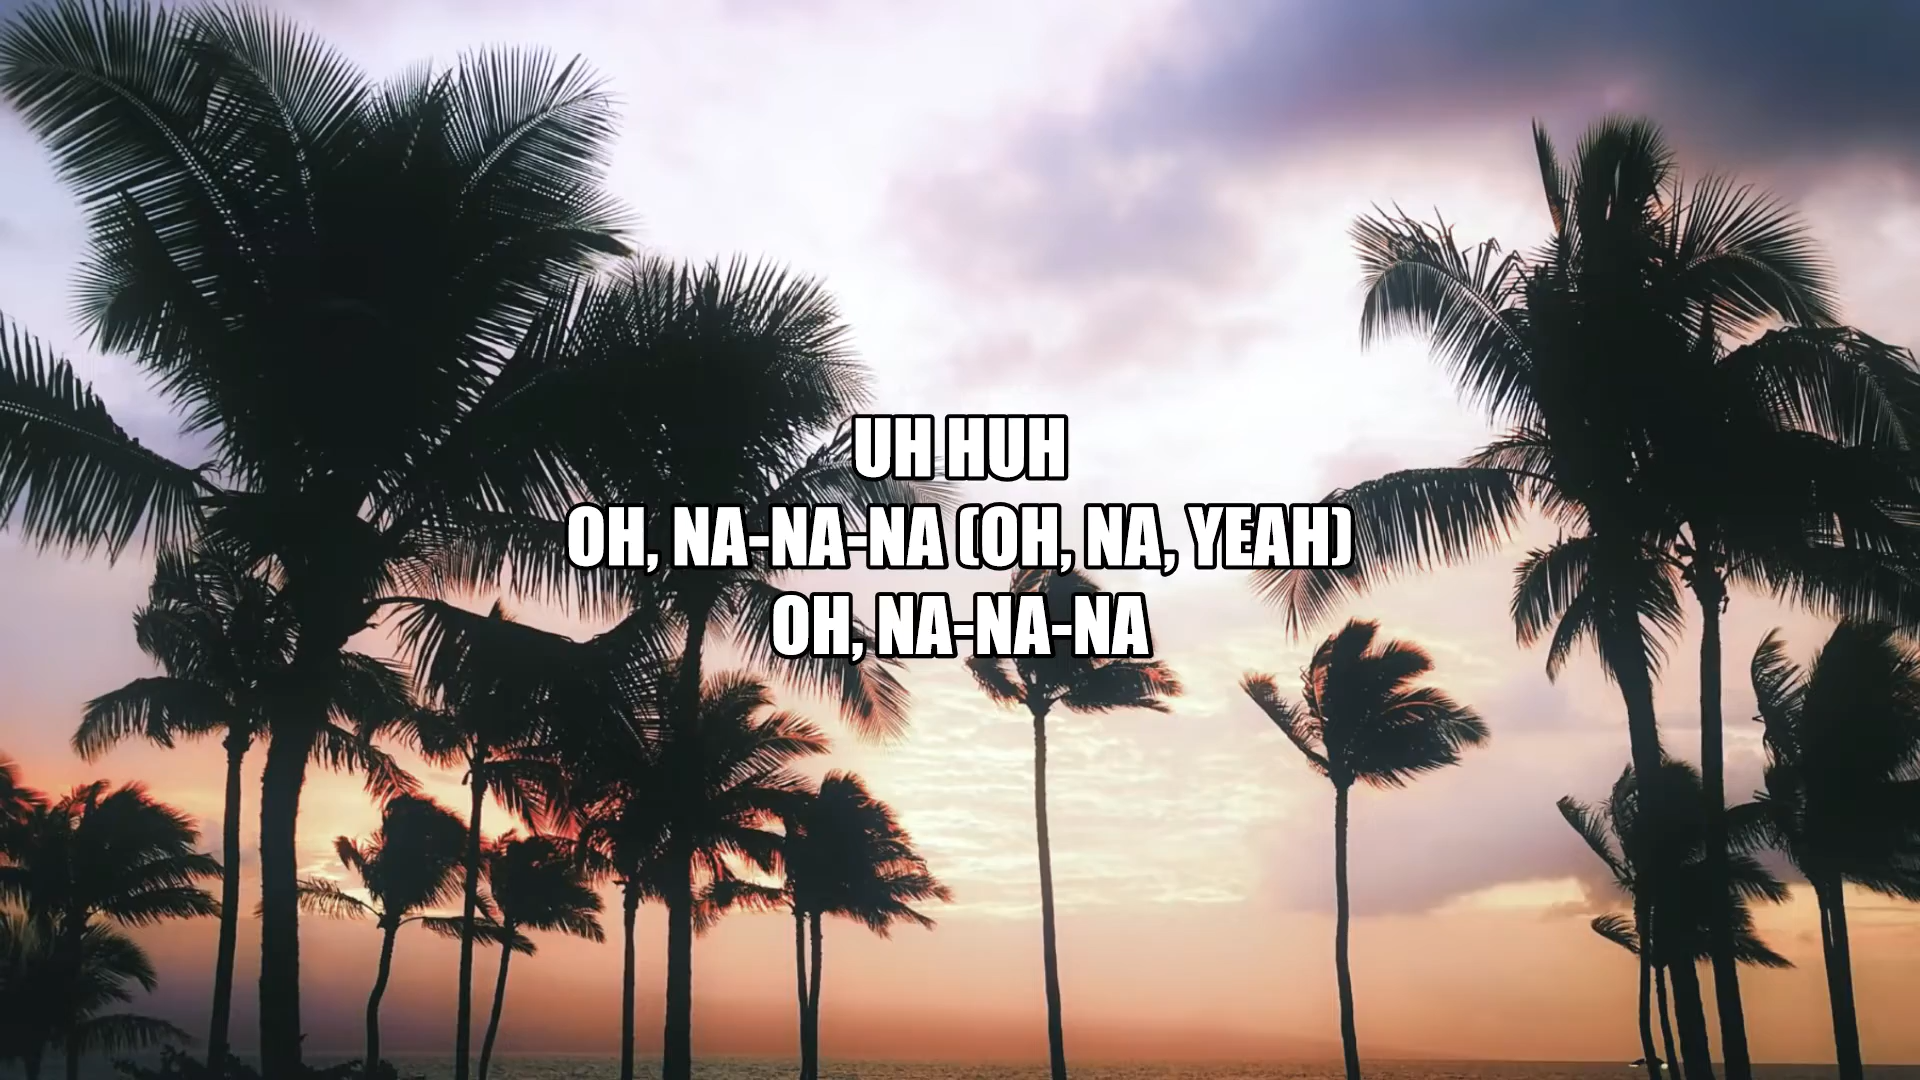 UH HUH
OH, NA-NA-NA (OH, NA, YEAH)
OH, NA-NA-NA